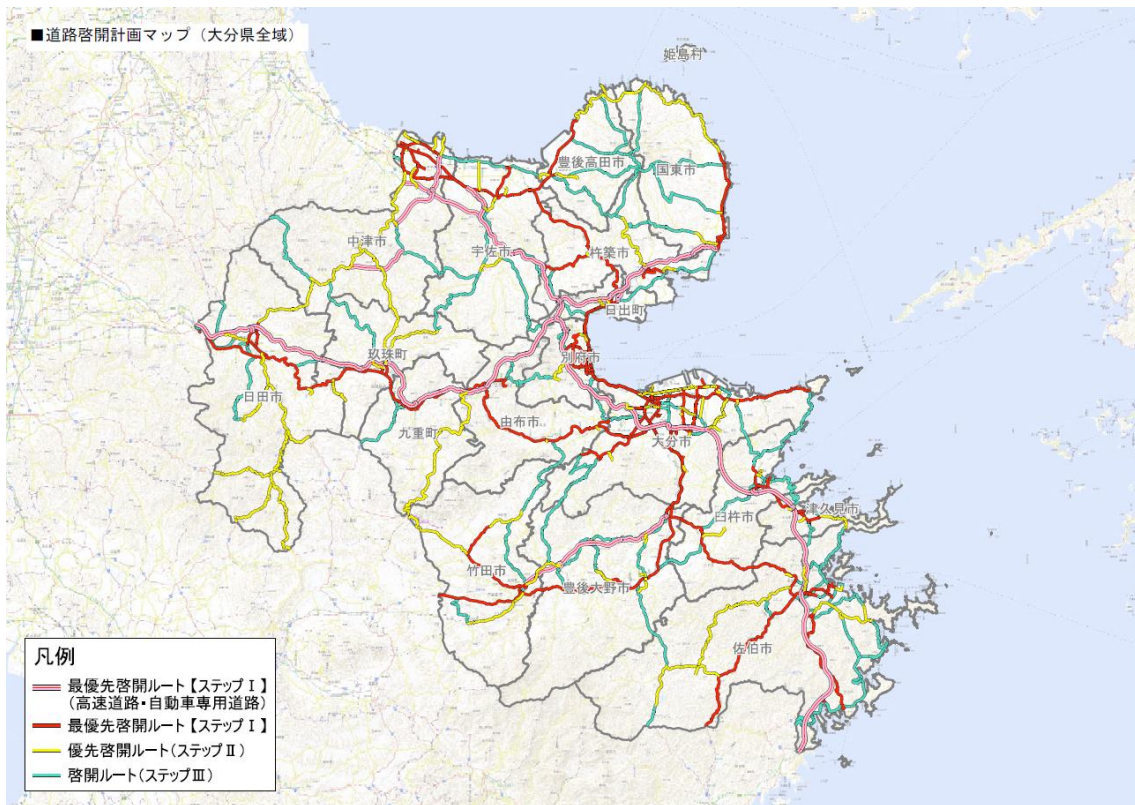 ■道路啓開計画マップ（大分県全域）
姫島村
豊後高田市
国東市
中津市
宇佐市
杵築市
日出町
玖珠町
別府市
日田市
九重町
由布市
大分市
臼杵市
津久見市
竹田市
豊後大野市
佐伯市
凡例
最優先啓開ルート【ステップⅠ】
(高速道路・自動車専用道路)
最優先啓開ルート【ステップⅠ】
優先啓開ルート(ステップⅡ)
啓開ルート(ステップⅢ)